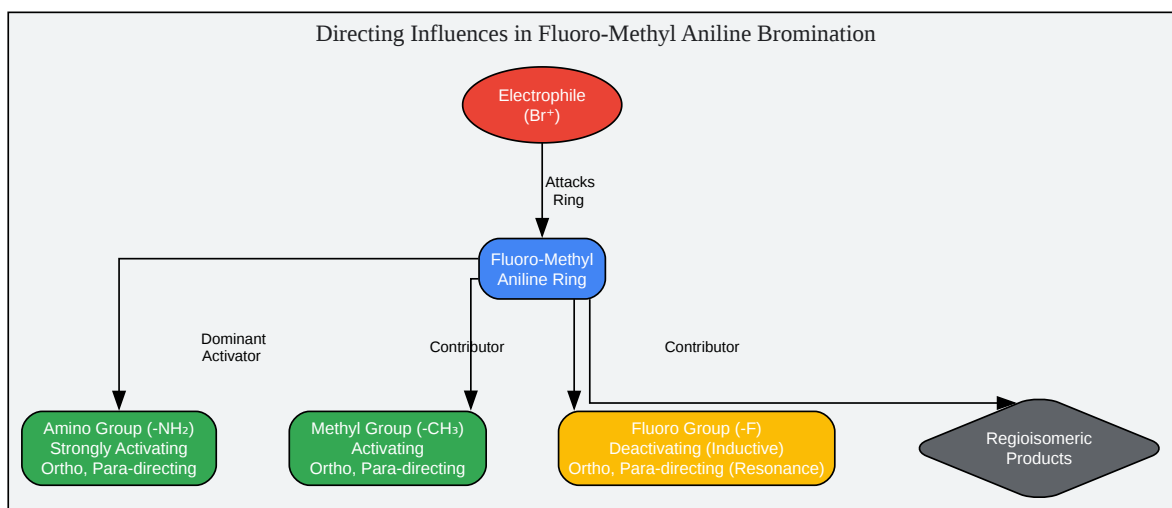 Directing Influences in Fluoro-Methyl Aniline Bromination
Electrophile
(Br⁺)
Attacks
Ring
Fluoro-Methyl
Aniline Ring
Dominant
Activator
Contributor
Contributor
Amino Group (-NH₂)
Strongly Activating
Ortho, Para-directing
Methyl Group (-CH₃)
Activating
Ortho, Para-directing
Fluoro Group (-F)
Deactivating (Inductive)
Ortho, Para-directing (Resonance)
Regioisomeric
Products